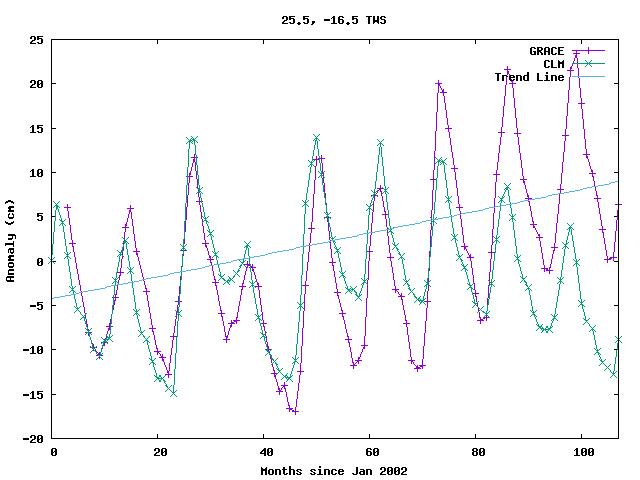 25.5, -16.5 TWS
GRACE
CLM
Trend Line
25
20
15
10
5
0
-5
-10
-15
-20
Anomaly (cm)
0 20 40 60 80 100
Months since Jan 2002